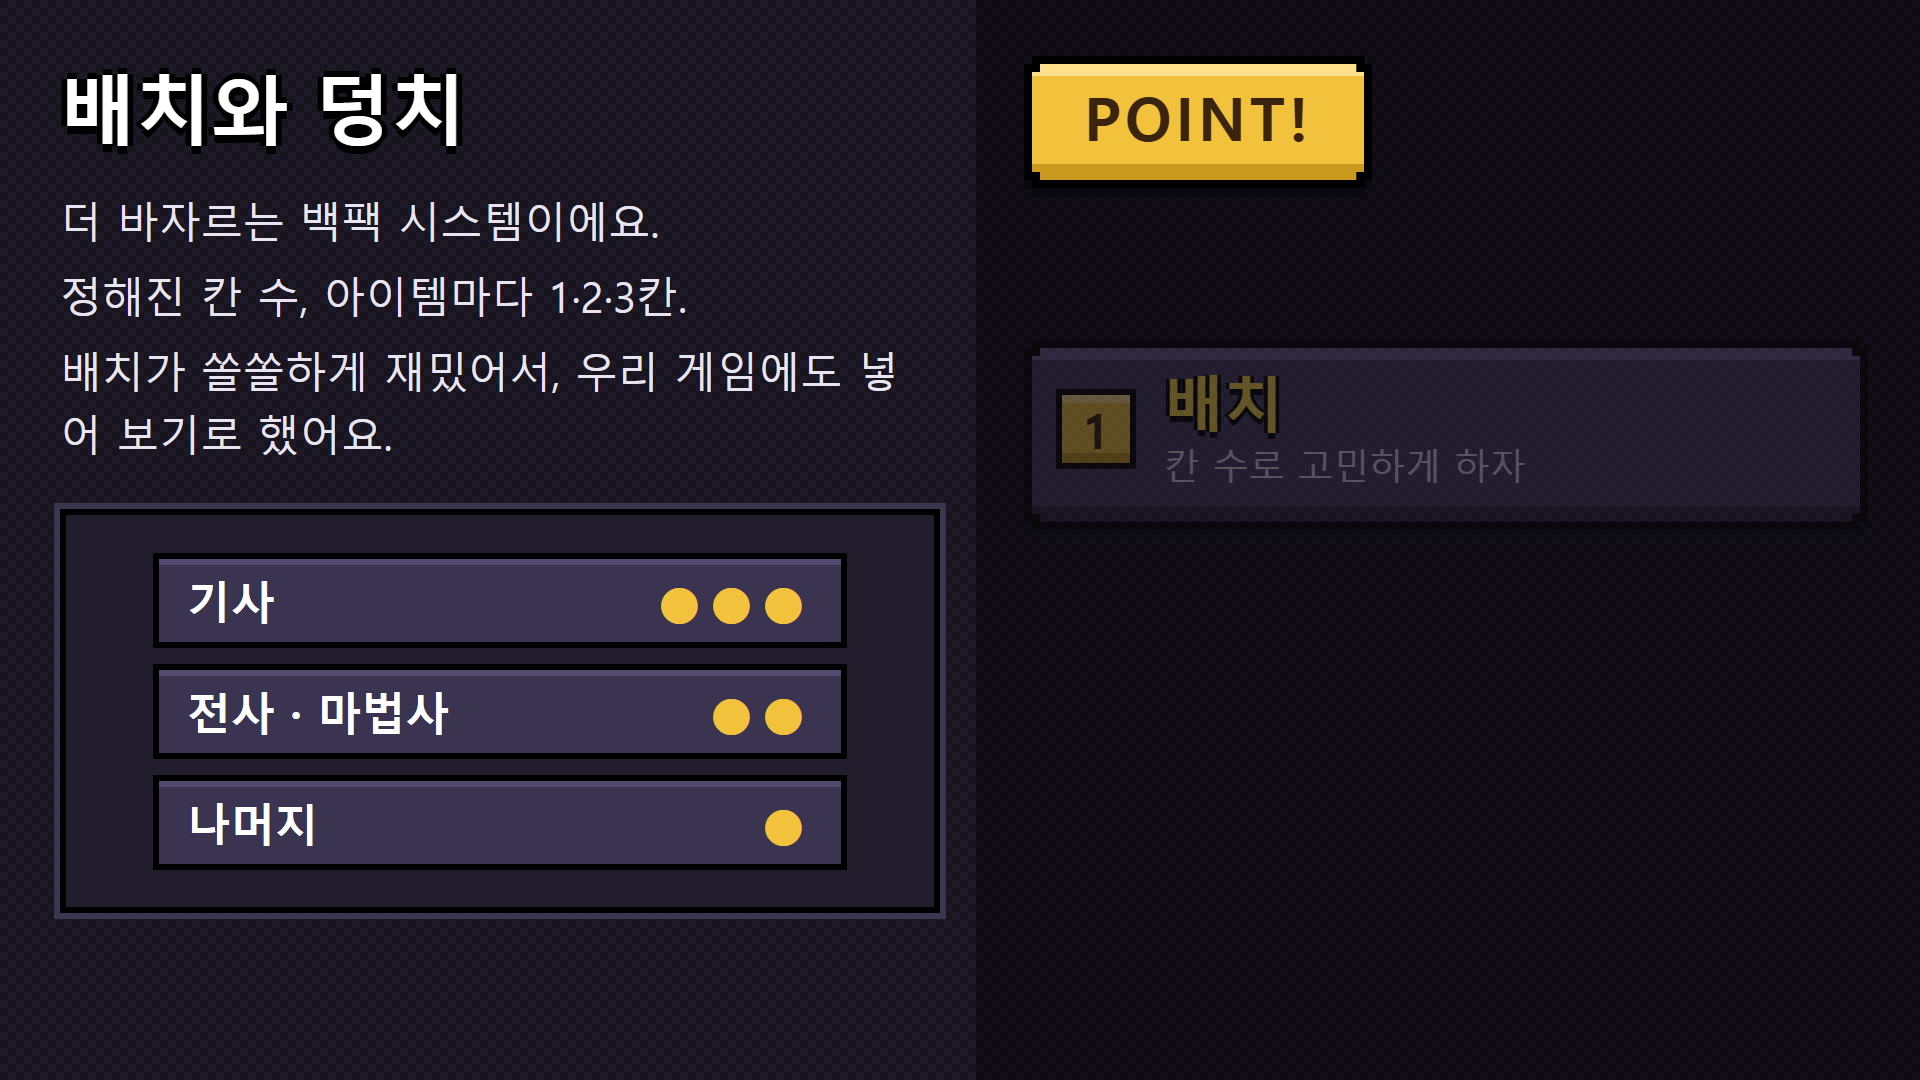 배치와 덩치
더 바자르는 백팩 시스템이에요.
정해진 칸 수, 아이템마다 1·2·3칸.
배치가 쏠쏠하게 재밌어서, 우리 게임에도 넣
어 보기로 했어요.
기사
전사 · 마법사
나머지
POINT!
1
배치
칸 수로 고민하게 하자